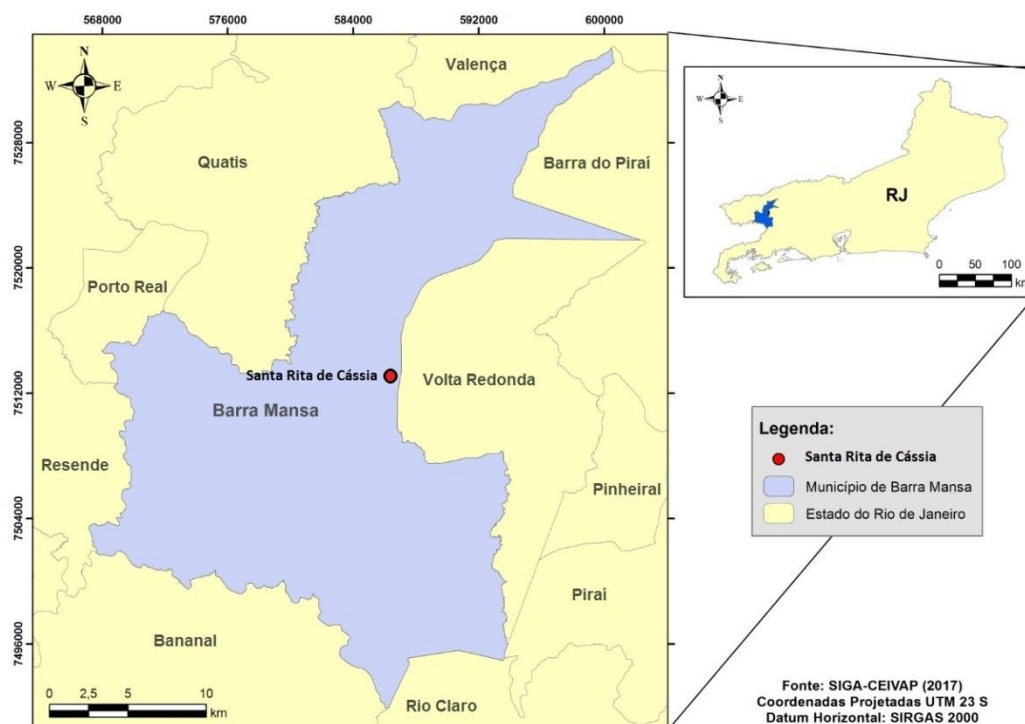 568000 576000 584000 592000 600000
N
W E
S
Valença
Quatis
Barra do Piraí
Porto Real
Santa Rita de Cássia
Volta Redonda
Barra Mansa
Resende
Pinheiral
Piraí
Bananal
Rio Claro
7528000
7520000
7512000
7504000
7496000
0 2,5 5 10
km
N
W E
S
RJ
0 50 100
km
Legenda:
Santa Rita de Cássia
Município de Barra Mansa
Estado do Rio de Janeiro
Fonte: SIGA-CEIVAP (2017)
Coordenadas Projetadas UTM 23 S
Datum Horizontal: SIRGAS 2000